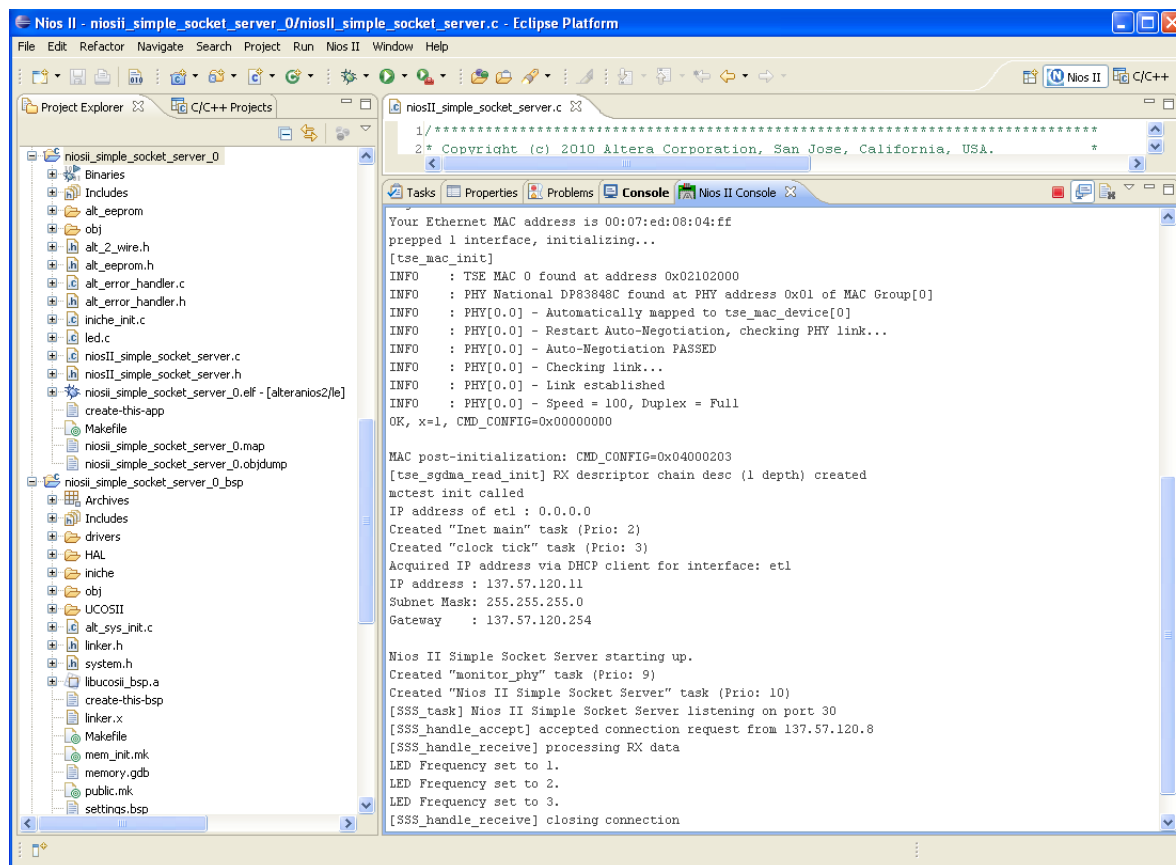 Nios II - niosii_simple_socket_server_0/niosII_simple_socket_server.c - Eclipse Platform
File Edit Refactor Navigate Search Project Run Nios II Window Help
Nios II C/C++
Project Explorer C/C++ Projects
niosii_simple_socket_server_0
Binaries
Includes
alt_eeprom
obj
alt_2_wire.h
alt_eeprom.h
alt_error_handler.c
alt_error_handler.h
iniche_init.c
led.c
niosII_simple_socket_server.c
niosII_simple_socket_server.h
niosii_simple_socket_server_0.elf - [alteranios2/le]
create-this-app
Makefile
niosii_simple_socket_server_0.map
niosii_simple_socket_server_0.objdump
niosii_simple_socket_server_0_bsp
Archives
Includes
drivers
HAL
iniche
obj
UCOSII
alt_sys_init.c
linker.h
system.h
libucosii_bsp.a
create-this-bsp
linker.x
Makefile
mem_init.mk
memory.gdb
public.mk
settings.bsp
niosII_simple_socket_server.c
1/******************************************************************************
2* Copyright (c) 2010 Altera Corporation, San Jose, California, USA. *
Tasks Properties Problems Console Nios II Console
Your Ethernet MAC address is 00:07:ed:08:04:ff
prepped 1 interface, initializing...
[tse_mac_init]
INFO : TSE MAC 0 found at address 0x02102000
INFO : PHY National DP83848C found at PHY address 0x01 of MAC Group[0]
INFO : PHY[0.0] - Automatically mapped to tse_mac_device[0]
INFO : PHY[0.0] - Restart Auto-Negotiation, checking PHY link...
INFO : PHY[0.0] - Auto-Negotiation PASSED
INFO : PHY[0.0] - Checking link...
INFO : PHY[0.0] - Link established
INFO : PHY[0.0] - Speed = 100, Duplex = Full
OK, x=1, CMD_CONFIG=0x00000000
MAC post-initialization: CMD_CONFIG=0x04000203
[tse_sgdma_read_init] RX descriptor chain desc (1 depth) created
mctest init called
IP address of et1 : 0.0.0.0
Created "Inet main" task (Prio: 2)
Created "clock tick" task (Prio: 3)
Acquired IP address via DHCP client for interface: et1
IP address : 137.57.120.11
Subnet Mask: 255.255.255.0
Gateway : 137.57.120.254
Nios II Simple Socket Server starting up.
Created "monitor_phy" task (Prio: 9)
Created "Nios II Simple Socket Server" task (Prio: 10)
[SSS_task] Nios II Simple Socket Server listening on port 30
[SSS_handle_accept] accepted connection request from 137.57.120.8
[SSS_handle_receive] processing RX data
LED Frequency set to 1.
LED Frequency set to 2.
LED Frequency set to 3.
[SSS_handle_receive] closing connection